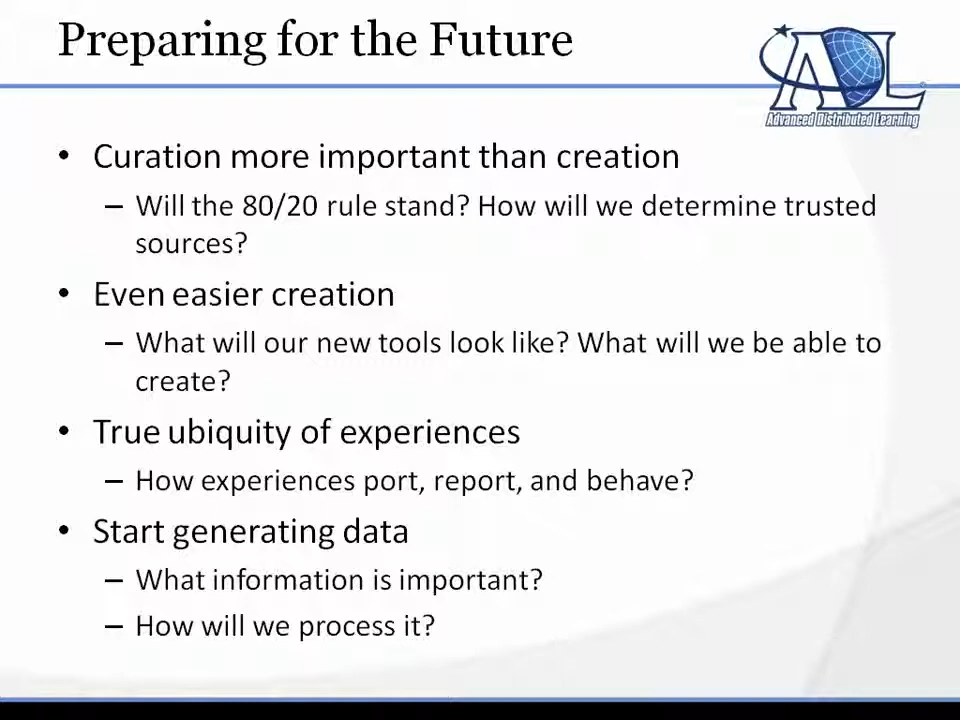 Preparing for the Future
ADL
Advanced Distributed Learning
• Curation more important than creation
– Will the 80/20 rule stand? How will we determine trusted
sources?
• Even easier creation
– What will our new tools look like? What will we be able to
create?
• True ubiquity of experiences
– How experiences port, report, and behave?
• Start generating data
– What information is important?
– How will we process it?